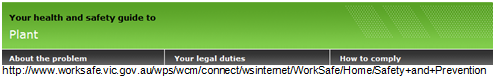 Your health and safety guide to
Plant
About the problem Your legal duties How to comply
http://www.worksafe.vic.gov.au/wps/wcm/connect/wsinternet/WorkSafe/Home/Safety+and+Prevention